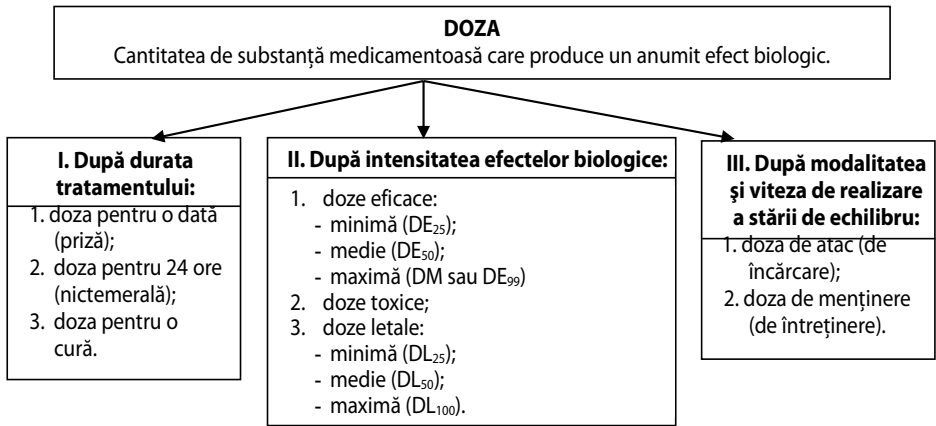 DOZA
Cantitatea de substanță medicamentoasă care produce un anumit efect biologic.
I. După durata
tratamentului:
1. doza pentru o dată
(priză);
2. doza pentru 24 ore
(nictemerală);
3. doza pentru o
cură.
II. După intensitatea efectelor biologice:
1. doze eficace:
- minimă (DE25);
- medie (DE50);
- maximă (DM sau DE99)
2. doze toxice;
3. doze letale:
- minimă (DL25);
- medie (DL50);
- maximă (DL100).
III. După modalitatea
şi viteza de realizare
a stării de echilibru:
1. doza de atac (de
încărcare);
2. doza de menținere
(de întreținere).